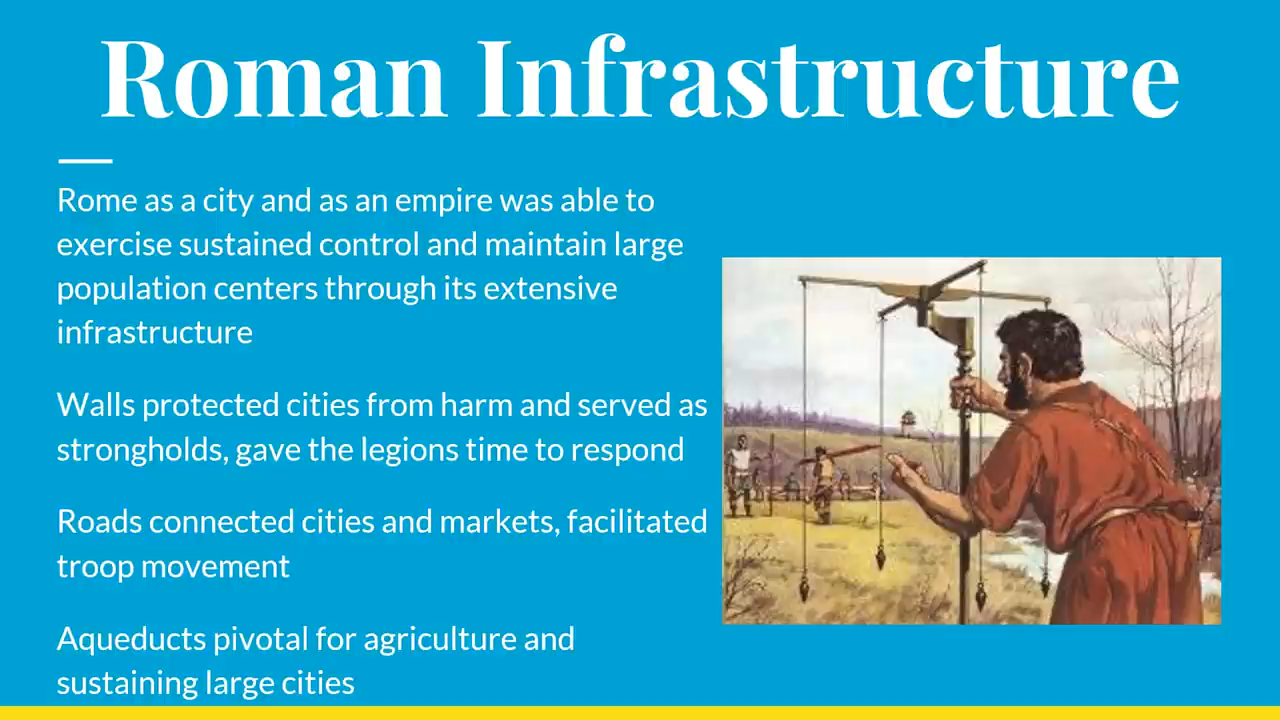 Roman Infrastructure
Rome as a city and as an empire was able to
exercise sustained control and maintain large
population centers through its extensive
infrastructure
Walls protected cities from harm and served as
strongholds, gave the legions time to respond
Roads connected cities and markets, facilitated
troop movement
Aqueducts pivotal for agriculture and
sustaining large cities